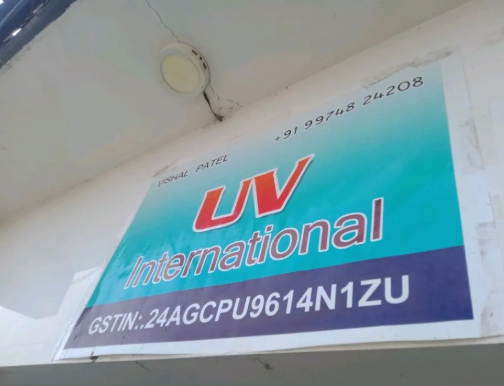 VISHAL PATEL
+91 99748 24208
UV
International
GSTIN:.24AGCPU9614N1ZU